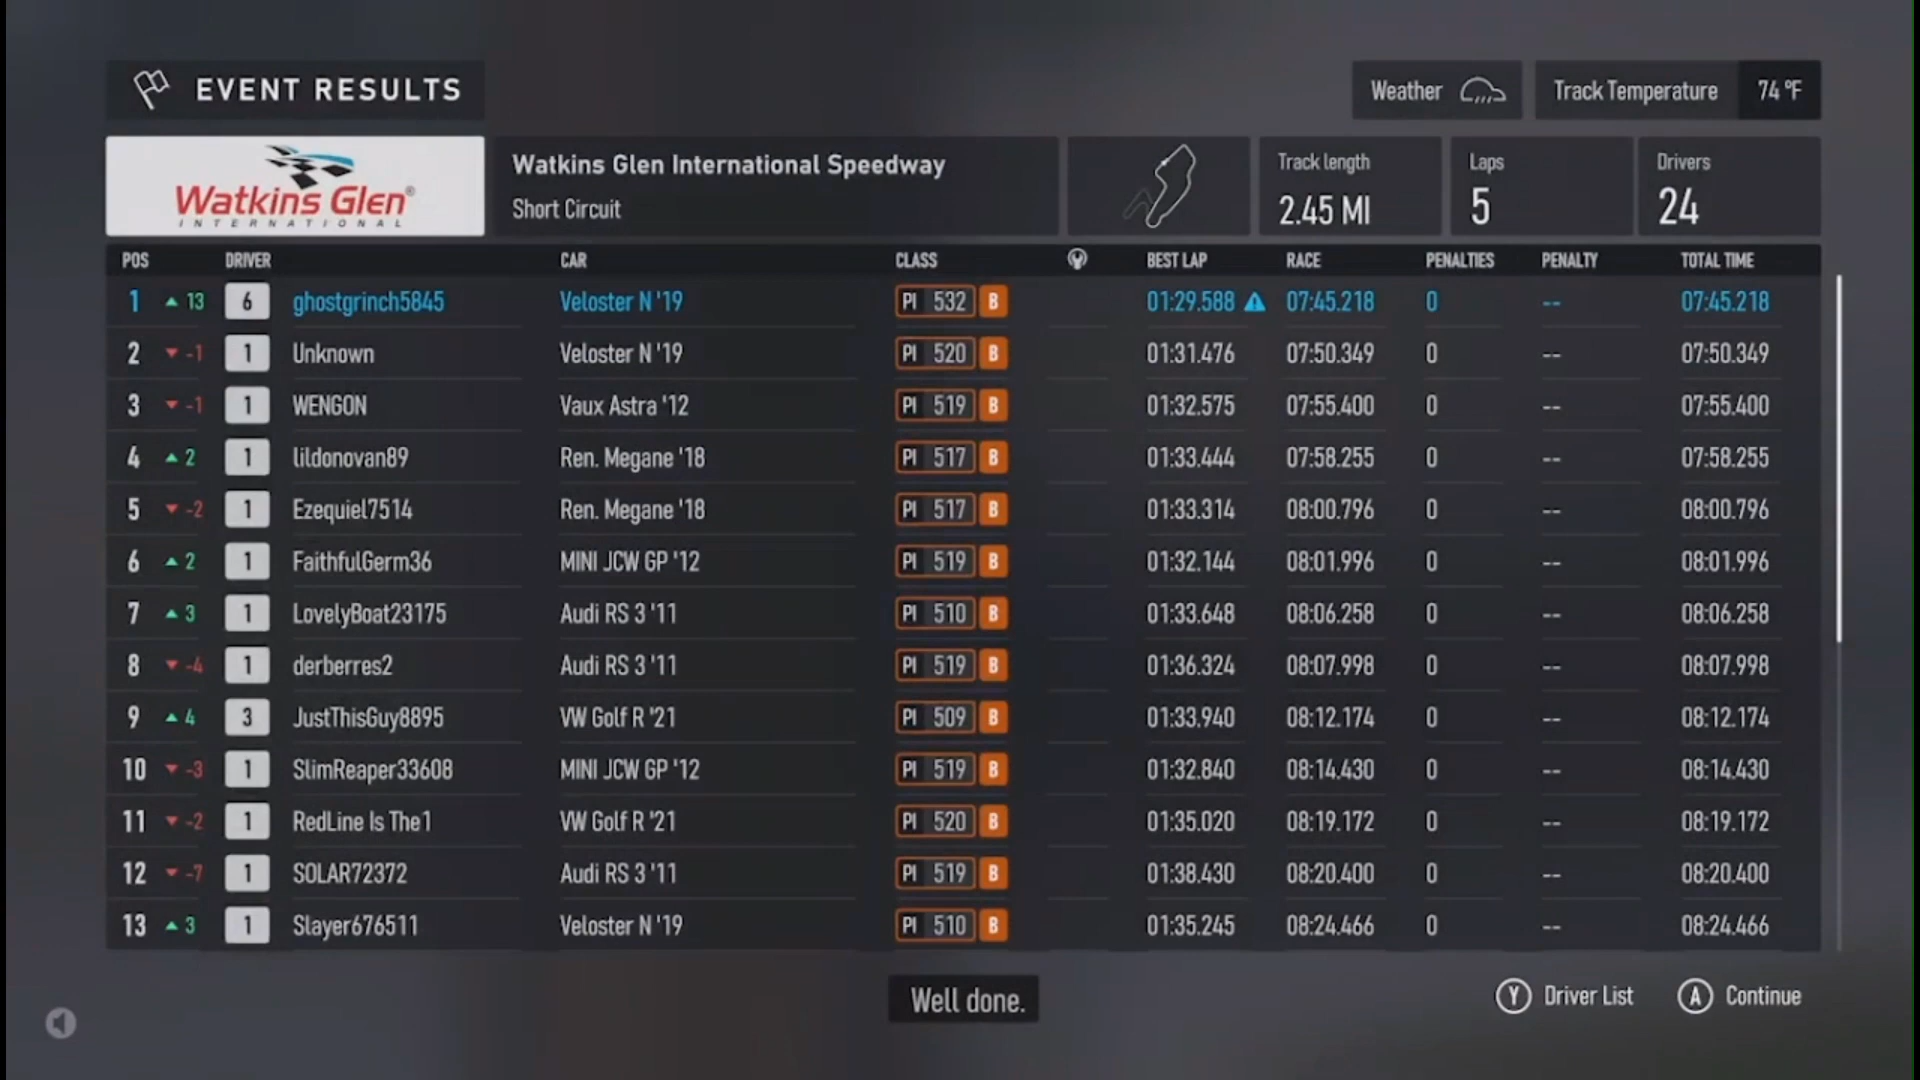 EVENT RESULTS
Weather
Track Temperature 74 °F
Watkins Glen®
INTERNATIONAL
Watkins Glen International Speedway
Short Circuit
Track length
2.45 MI
Laps
5
Drivers
24
POS DRIVER CAR CLASS BEST LAP RACE PENALTIES PENALTY TOTAL TIME
1 ▲ 13 6 ghostgrinch5845 Veloster N '19 PI 532 B 01:29.588 07:45.218 0 -- 07:45.218
2 ▼ -1 1 Unknown Veloster N '19 PI 520 B 01:31.476 07:50.349 0 -- 07:50.349
3 ▼ -1 1 WENGON Vaux Astra '12 PI 519 B 01:32.575 07:55.400 0 -- 07:55.400
4 ▲ 2 1 lildonovan89 Ren. Megane '18 PI 517 B 01:33.444 07:58.255 0 -- 07:58.255
5 ▼ -2 1 Ezequiel7514 Ren. Megane '18 PI 517 B 01:33.314 08:00.796 0 -- 08:00.796
6 ▲ 2 1 FaithfulGerm36 MINI JCW GP '12 PI 519 B 01:32.144 08:01.996 0 -- 08:01.996
7 ▲ 3 1 LovelyBoat23175 Audi RS 3 '11 PI 510 B 01:33.648 08:06.258 0 -- 08:06.258
8 ▼ -4 1 derberres2 Audi RS 3 '11 PI 519 B 01:36.324 08:07.998 0 -- 08:07.998
9 ▲ 4 3 JustThisGuy8895 VW Golf R '21 PI 509 B 01:33.940 08:12.174 0 -- 08:12.174
10 ▼ -3 1 SlimReaper33608 MINI JCW GP '12 PI 519 B 01:32.840 08:14.430 0 -- 08:14.430
11 ▼ -2 1 RedLine Is The1 VW Golf R '21 PI 520 B 01:35.020 08:19.172 0 -- 08:19.172
12 ▼ -7 1 SOLAR72372 Audi RS 3 '11 PI 519 B 01:38.430 08:20.400 0 -- 08:20.400
13 ▲ 3 1 Slayer676511 Veloster N '19 PI 510 B 01:35.245 08:24.466 0 -- 08:24.466
Well done.
Y Driver List
A Continue